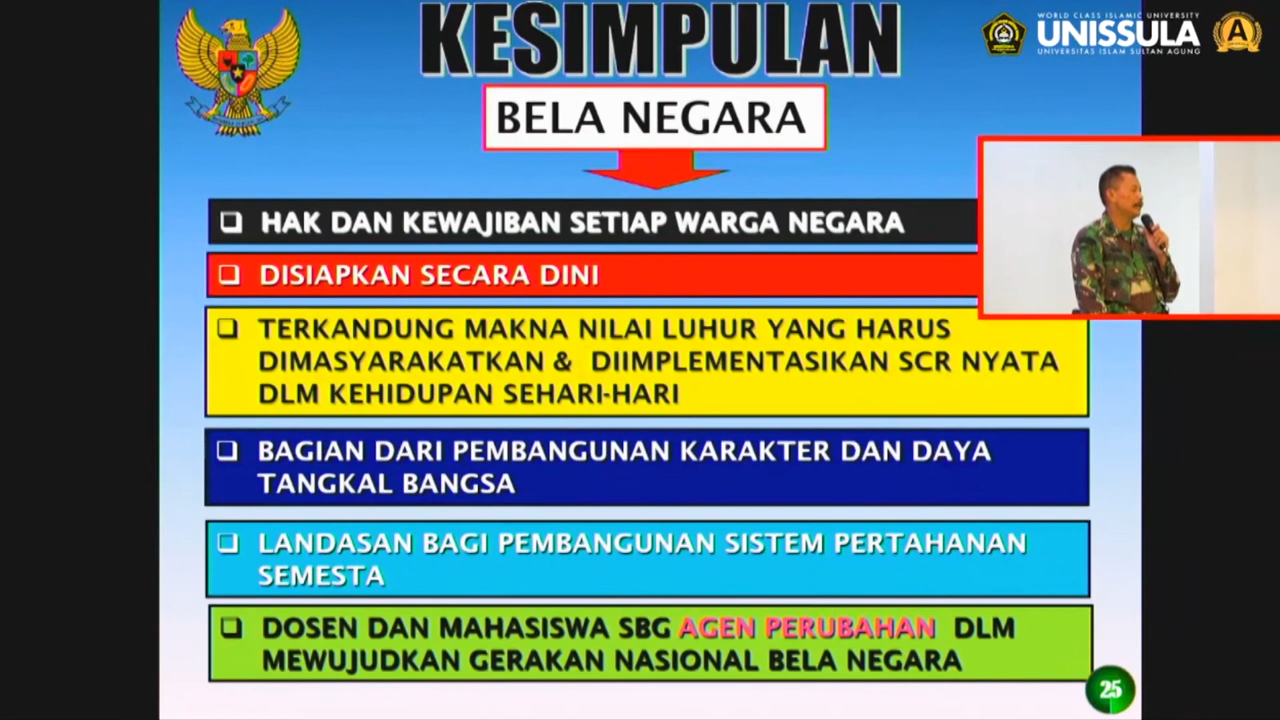 KESIMPULAN
WORLD CLASS ISLAMIC UNIVERSITY
UNISSULA
UNIVERSITAS ISLAM SULTAN AGUNG
A
BELA NEGARA
❑ HAK DAN KEWAJIBAN SETIAP WARGA NEGARA
❑ DISIAPKAN SECARA DINI
❑ TERKANDUNG MAKNA NILAI LUHUR YANG HARUS
DIMASYARAKATKAN & DIIMPLEMENTASIKAN SCR NYATA
DLM KEHIDUPAN SEHARI-HARI
❑ BAGIAN DARI PEMBANGUNAN KARAKTER DAN DAYA
TANGKAL BANGSA
❑ LANDASAN BAGI PEMBANGUNAN SISTEM PERTAHANAN
SEMESTA
❑ DOSEN DAN MAHASISWA SBG AGEN PERUBAHAN DLM
MEWUJUDKAN GERAKAN NASIONAL BELA NEGARA
25